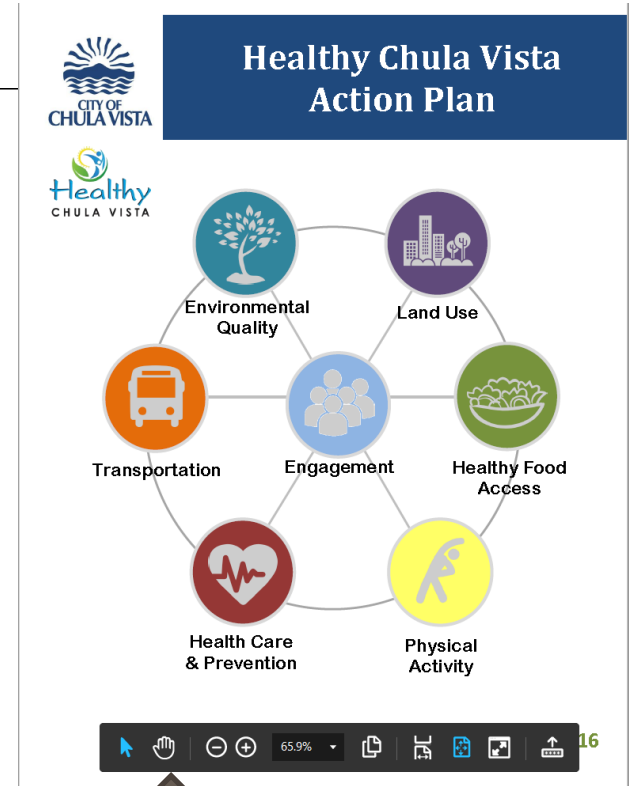 Healthy Chula Vista
Action Plan
CITY OF
CHULA VISTA
Healthy
CHULA VISTA
Environmental
Quality
Land Use
Transportation
Engagement
Healthy Food
Access
Health Care
& Prevention
Physical
Activity
65.9%
16